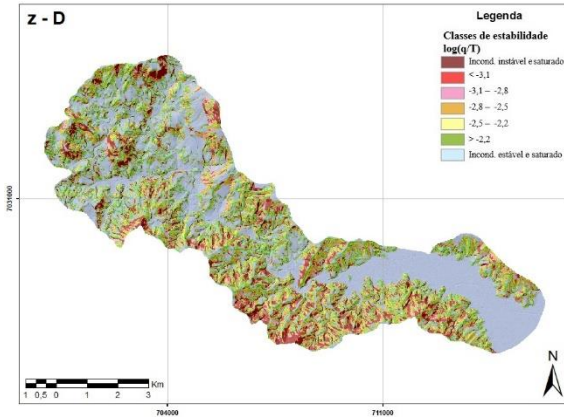 z - D
Legenda
Classes de estabilidade
log(q/T)
Incond. instável e saturado
< -3,1
-3,1 – -2,8
-2,8 – -2,5
-2,5 – -2,2
> -2,2
Incond. estável e saturado
7031000
1 0,5 0 1 2 3 Km
N
704000
711000